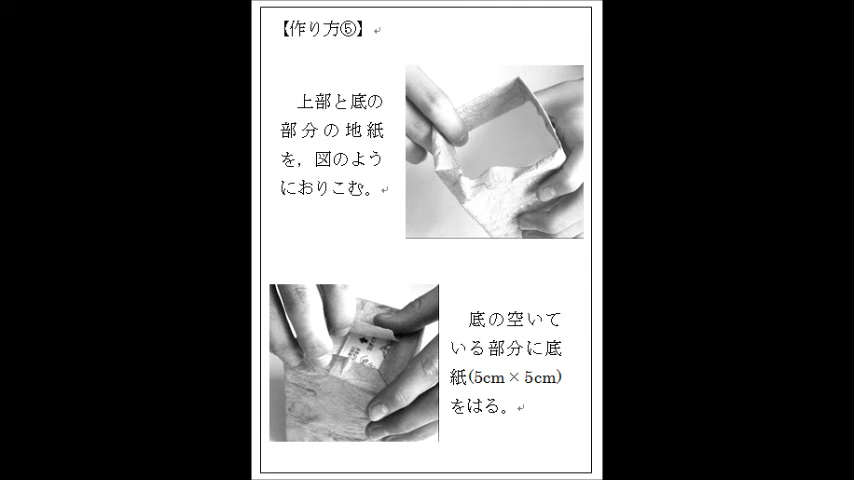 【作り方⑤】
上部と底の
部分の地紙
を，図のよう
におりこむ。
底の空いて
いる部分に底
紙(5cm×5cm)
をはる。